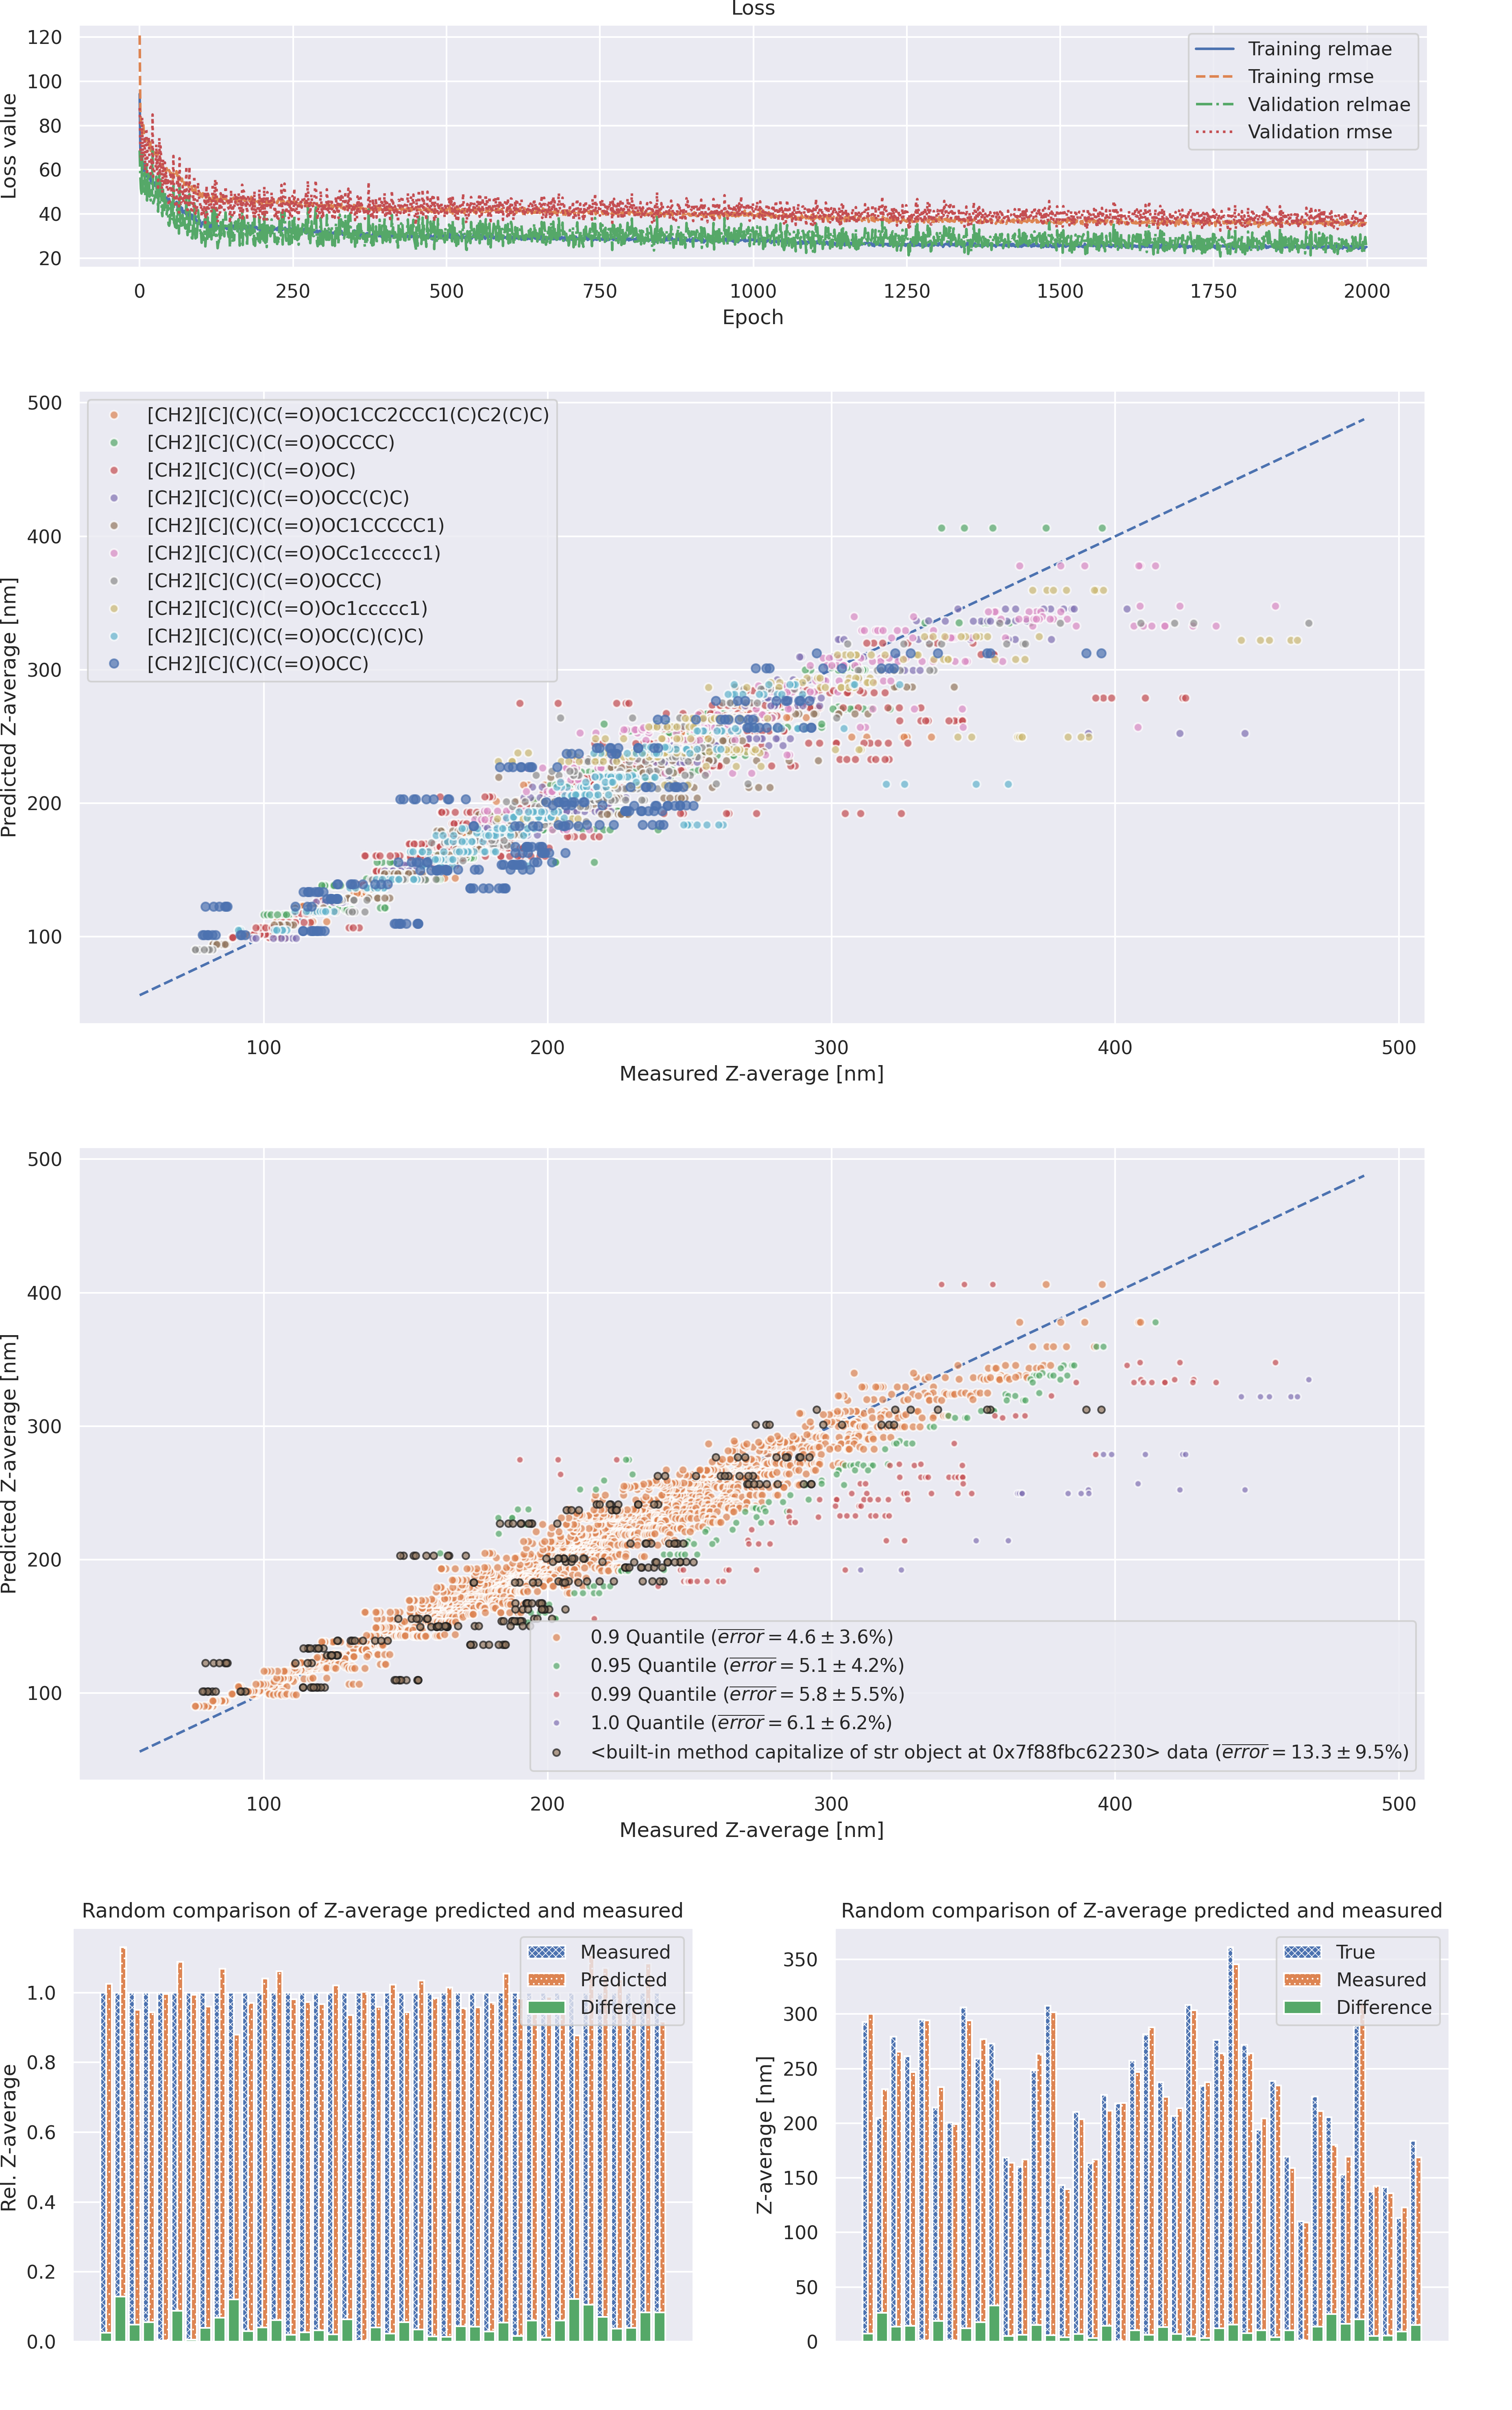 Loss
120
100
80
60
40
20
Loss value
Training relmae
Training rmse
Validation relmae
Validation rmse
0 250 500 750 1000 1250 1500 1750 2000
Epoch
500
400
300
200
100
Predicted Z-average [nm]
[CH2][C](C)(C(=O)OC1CC2CCC1(C)C2(C)C)
[CH2][C](C)(C(=O)OCCCC)
[CH2][C](C)(C(=O)OC)
[CH2][C](C)(C(=O)OCC(C)C)
[CH2][C](C)(C(=O)OC1CCCCC1)
[CH2][C](C)(C(=O)OCc1ccccc1)
[CH2][C](C)(C(=O)OCCC)
[CH2][C](C)(C(=O)Oc1ccccc1)
[CH2][C](C)(C(=O)OC(C)(C)C)
[CH2][C](C)(C(=O)OCC)
100 200 300 400 500
Measured Z-average [nm]
500
400
300
200
100
Predicted Z-average [nm]
0.9 Quantile (error = 4.6 ± 3.6%)
0.95 Quantile (error = 5.1 ± 4.2%)
0.99 Quantile (error = 5.8 ± 5.5%)
1.0 Quantile (error = 6.1 ± 6.2%)
<built-in method capitalize of str object at 0x7f88fbc62230> data (error = 13.3 ± 9.5%)
100 200 300 400 500
Measured Z-average [nm]
Random comparison of Z-average predicted and measured
1.0
0.8
0.6
0.4
0.2
0.0
Rel. Z-average
Measured
Predicted
Difference
Random comparison of Z-average predicted and measured
350
300
250
200
150
100
50
0
Z-average [nm]
True
Measured
Difference